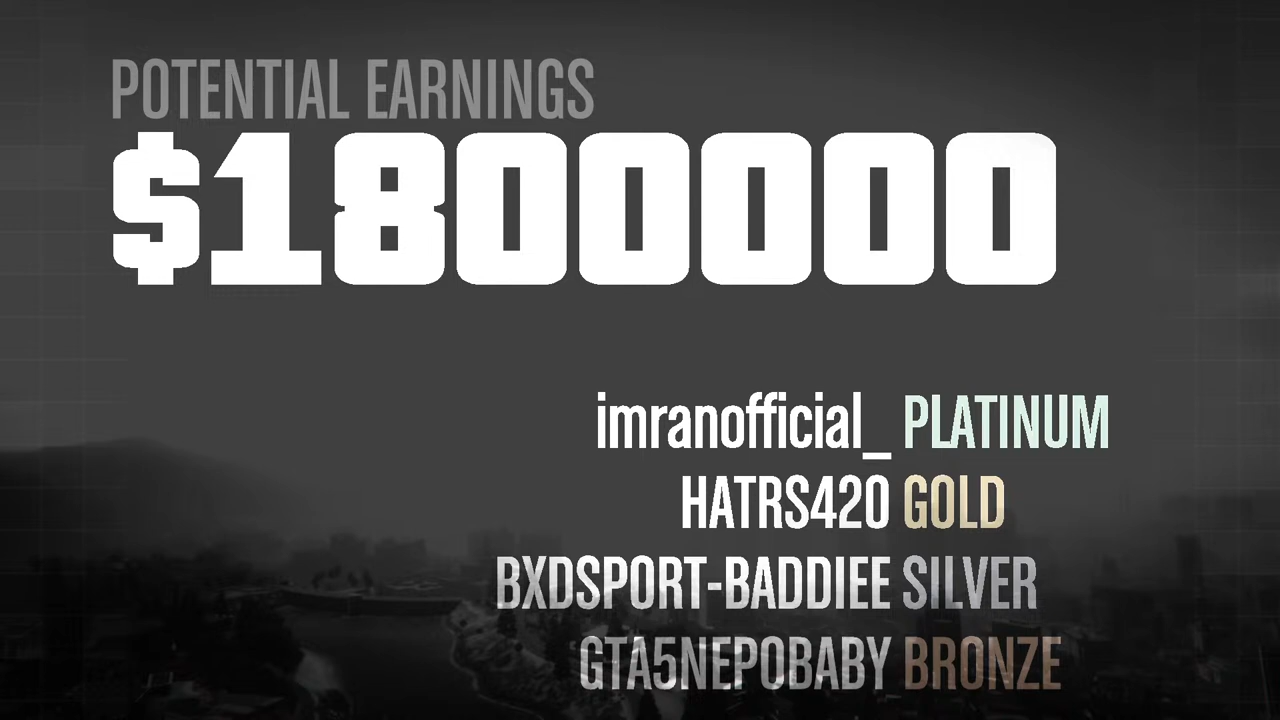 POTENTIAL EARNINGS
$1800000
imranofficial_ PLATINUM
HATRS420 GOLD
BXDSPORT-BADDIEE SILVER
GTA5NEPOBABY BRONZE